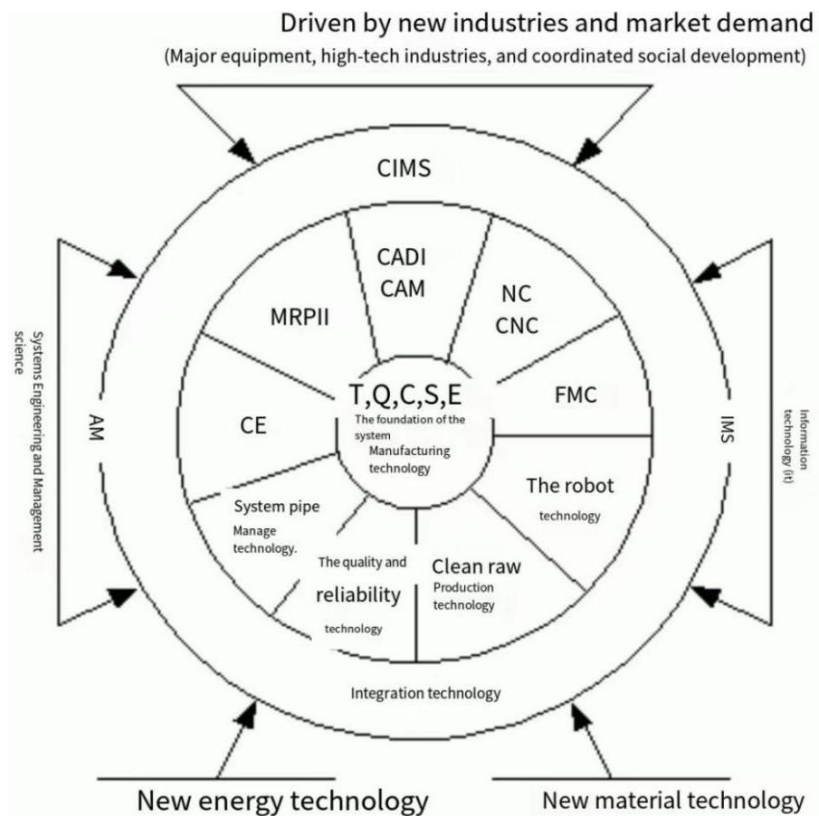 Driven by new industries and market demand
(Major equipment, high-tech industries, and coordinated social development)
CIMS
CADI
CAM
NC
CNC
MRPII
FMC
T,Q,C,S,E
The foundation of the
system
Manufacturing
technology
CE
AM
IMS
Systems Engineering and Management
science
Information
technology (it)
The robot
technology
System pipe
Manage
technology.
The quality and
reliability
technology
Clean raw
Production
technology
Integration technology
New energy technology
New material technology